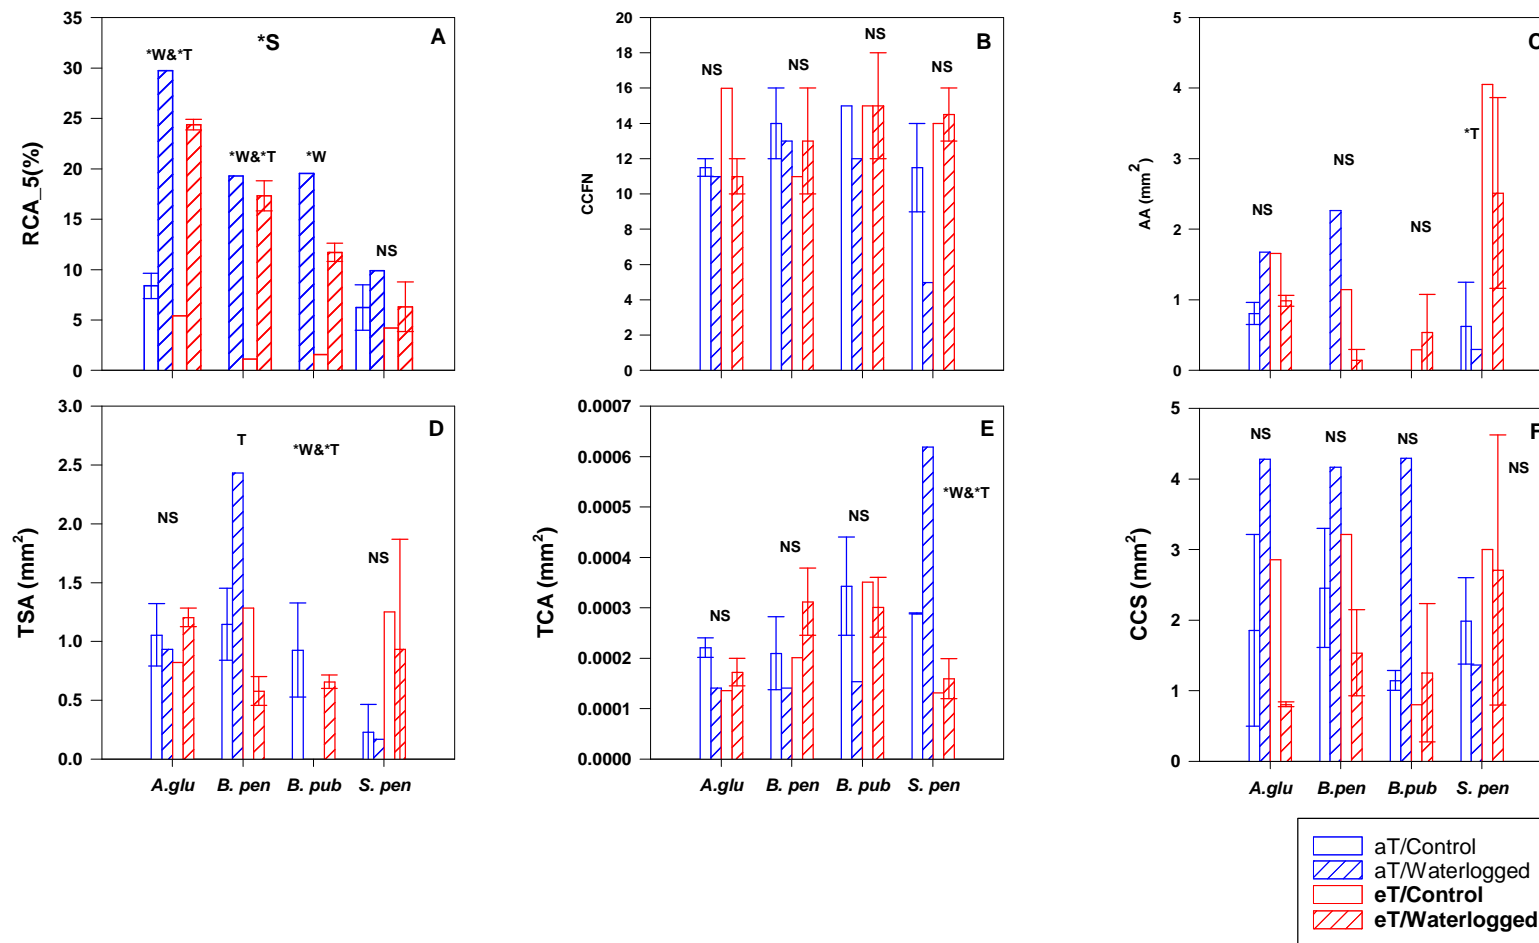 35
30
25
20
15
10
5
0
RCA_5(%)
*W&*T
*S
A
*W&*T
*W
NS
20
18
16
14
12
10
8
6
4
2
0
CCFN
NS
NS
NS
NS
B
5
4
3
2
1
0
AA (mm²)
NS
NS
NS
*T
C
3.0
2.5
2.0
1.5
1.0
0.5
0.0
TSA (mm²)
NS
T
*W&*T
NS
D
A.glu B. pen B. pub S. pen
0.0007
0.0006
0.0005
0.0004
0.0003
0.0002
0.0001
0.0000
TCA (mm²)
NS
NS
NS
*W&*T
E
A.glu B. pen B. pub S. pen
5
4
3
2
1
0
CCS (mm²)
NS
NS
NS
NS
F
A.glu B.pen B.pub S. pen
aT/Control
aT/Waterlogged
eT/Control
eT/Waterlogged